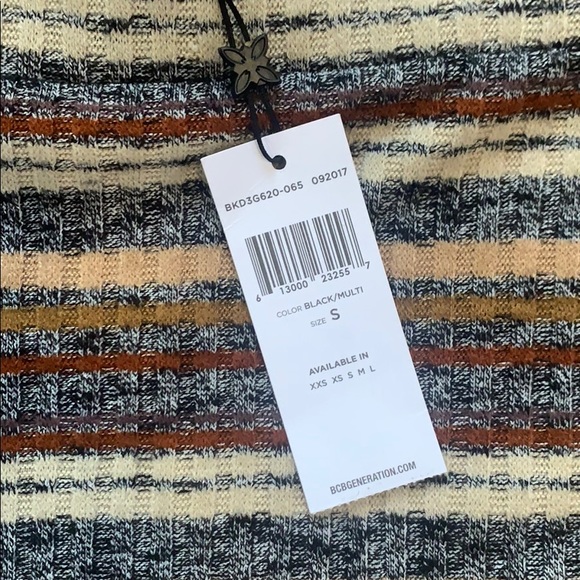 BKD3G620-065 092017
6 13000 23255 7
COLOR BLACK/MULTI
SIZE S
AVAILABLE IN
XXS XS S M L
BCBGENERATION.COM